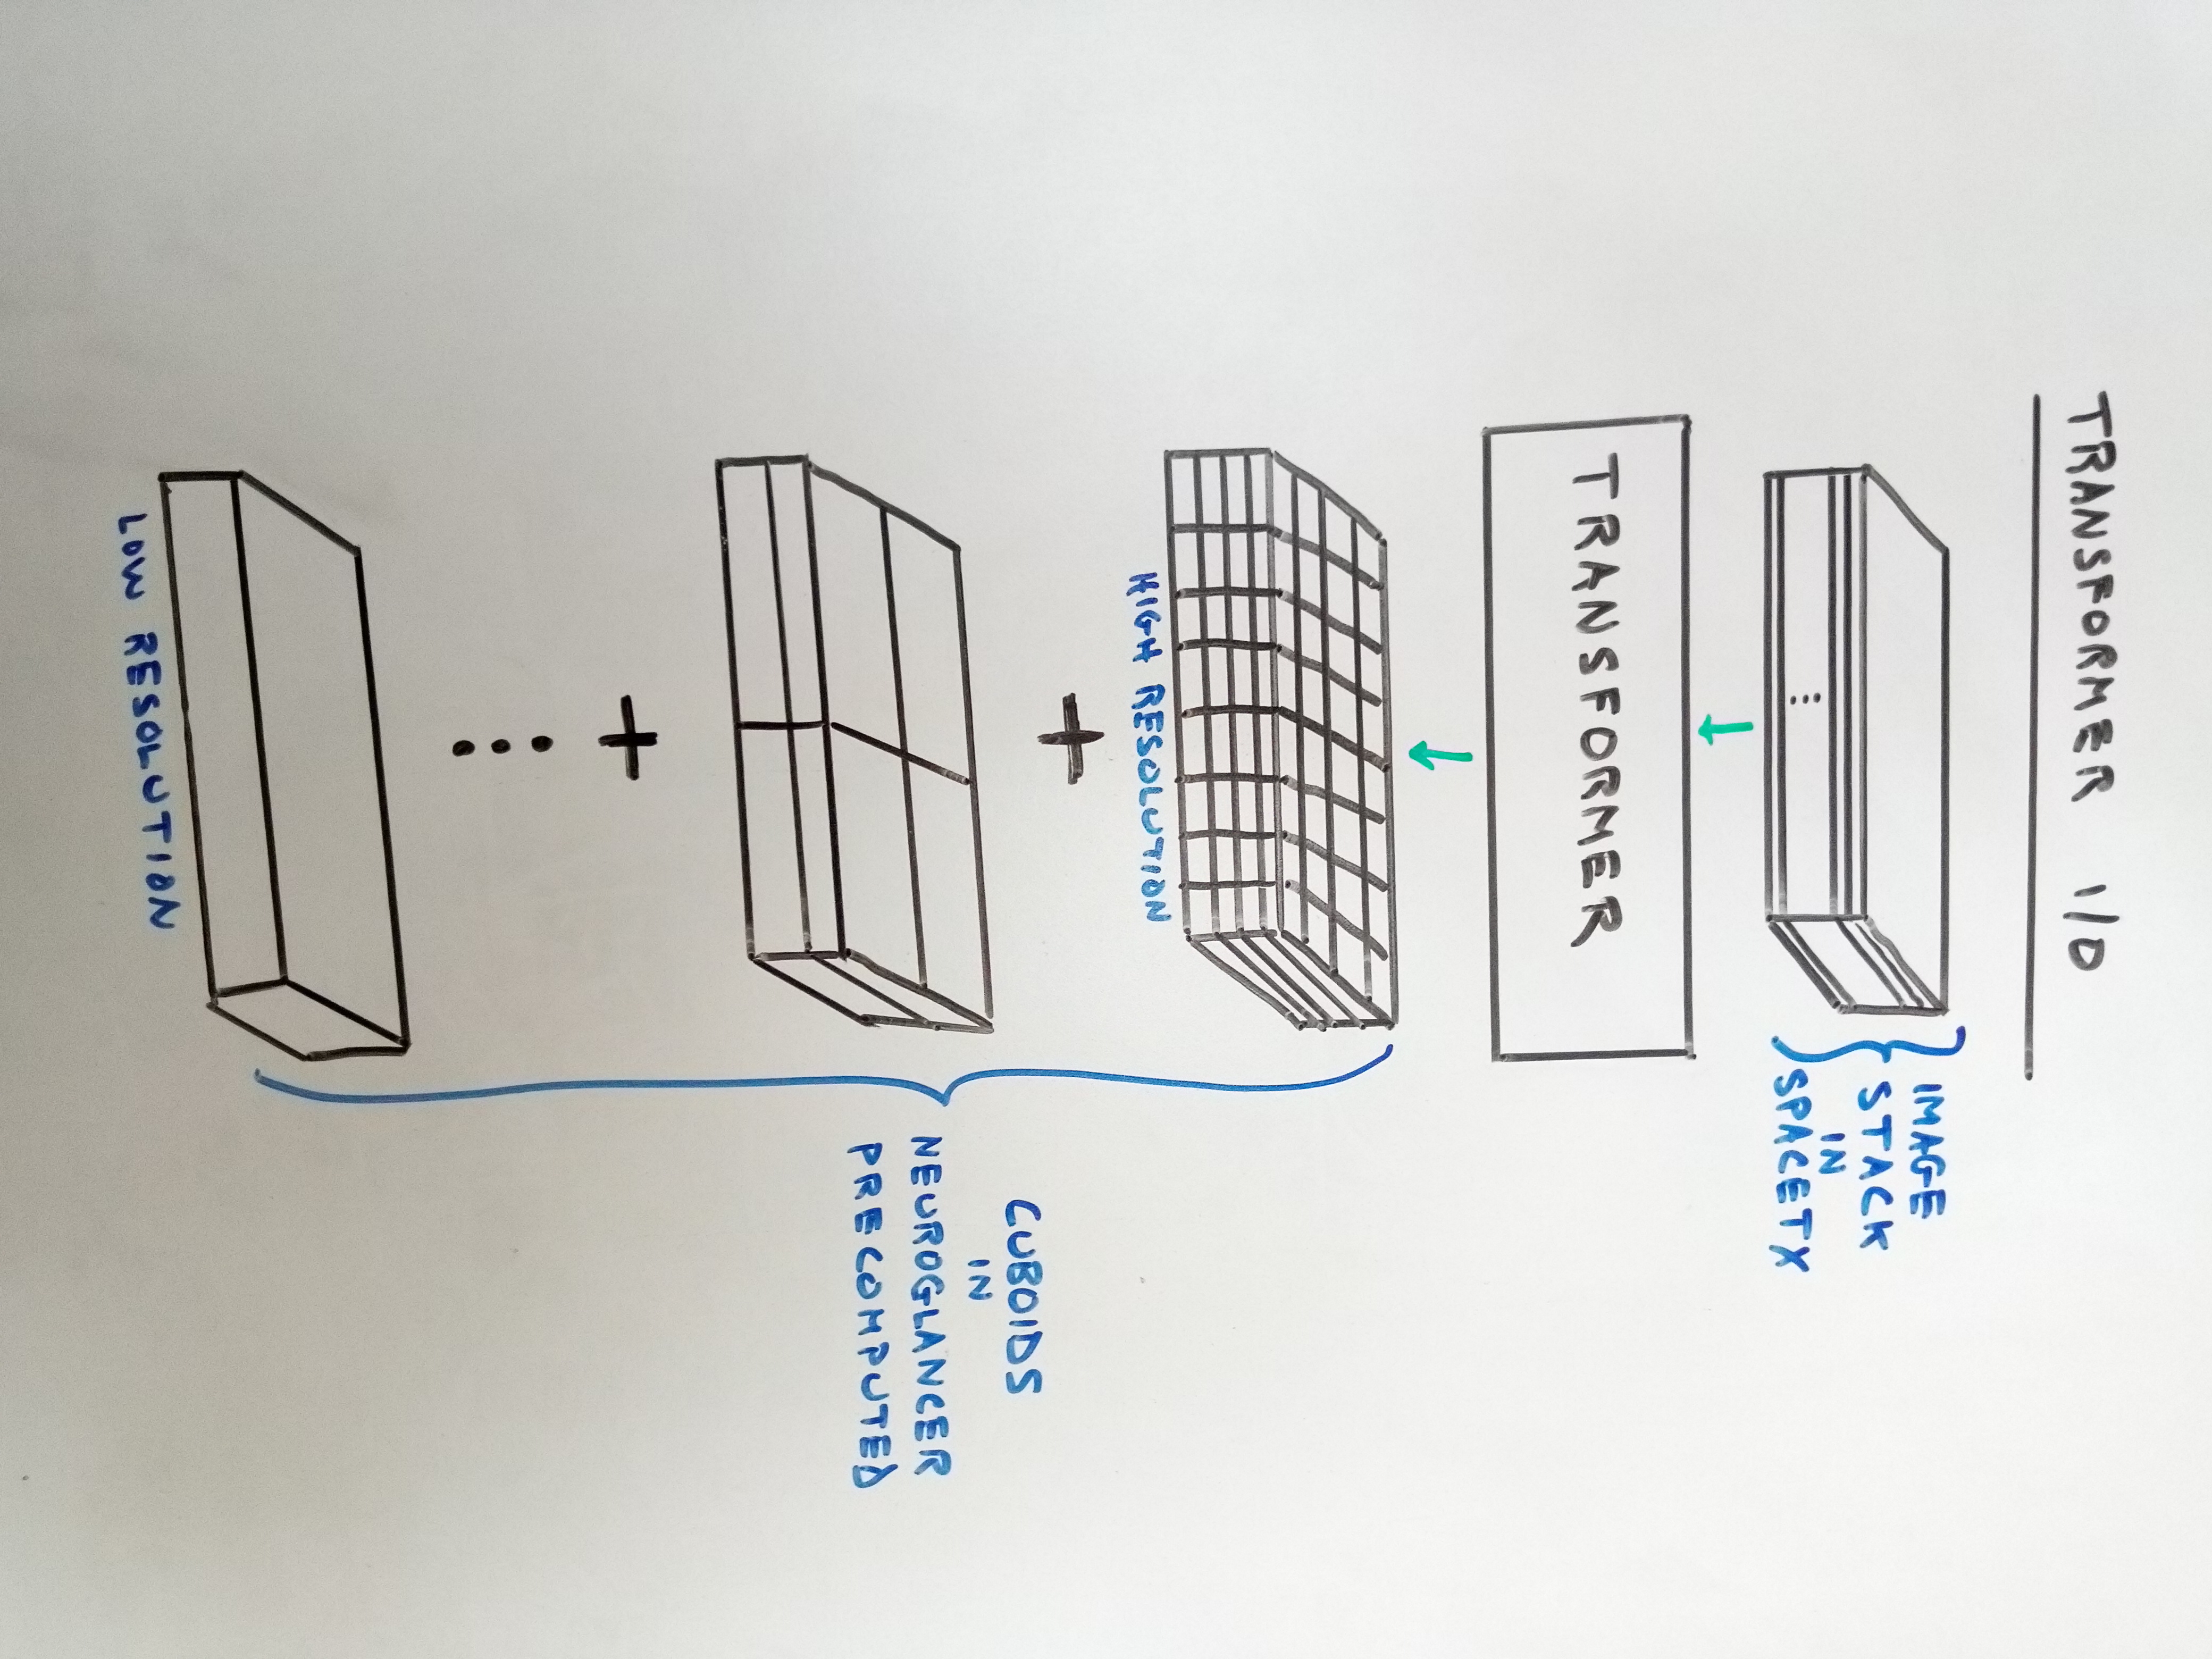 TRANSFORMER I/O
IMAGE
STACK
IN
SPACETX
TRANSFORMER
HIGH RESOLUTION
+
CUBOIDS
IN
NEUROGLANCER
PRECOMPUTED
+
LOW RESOLUTION